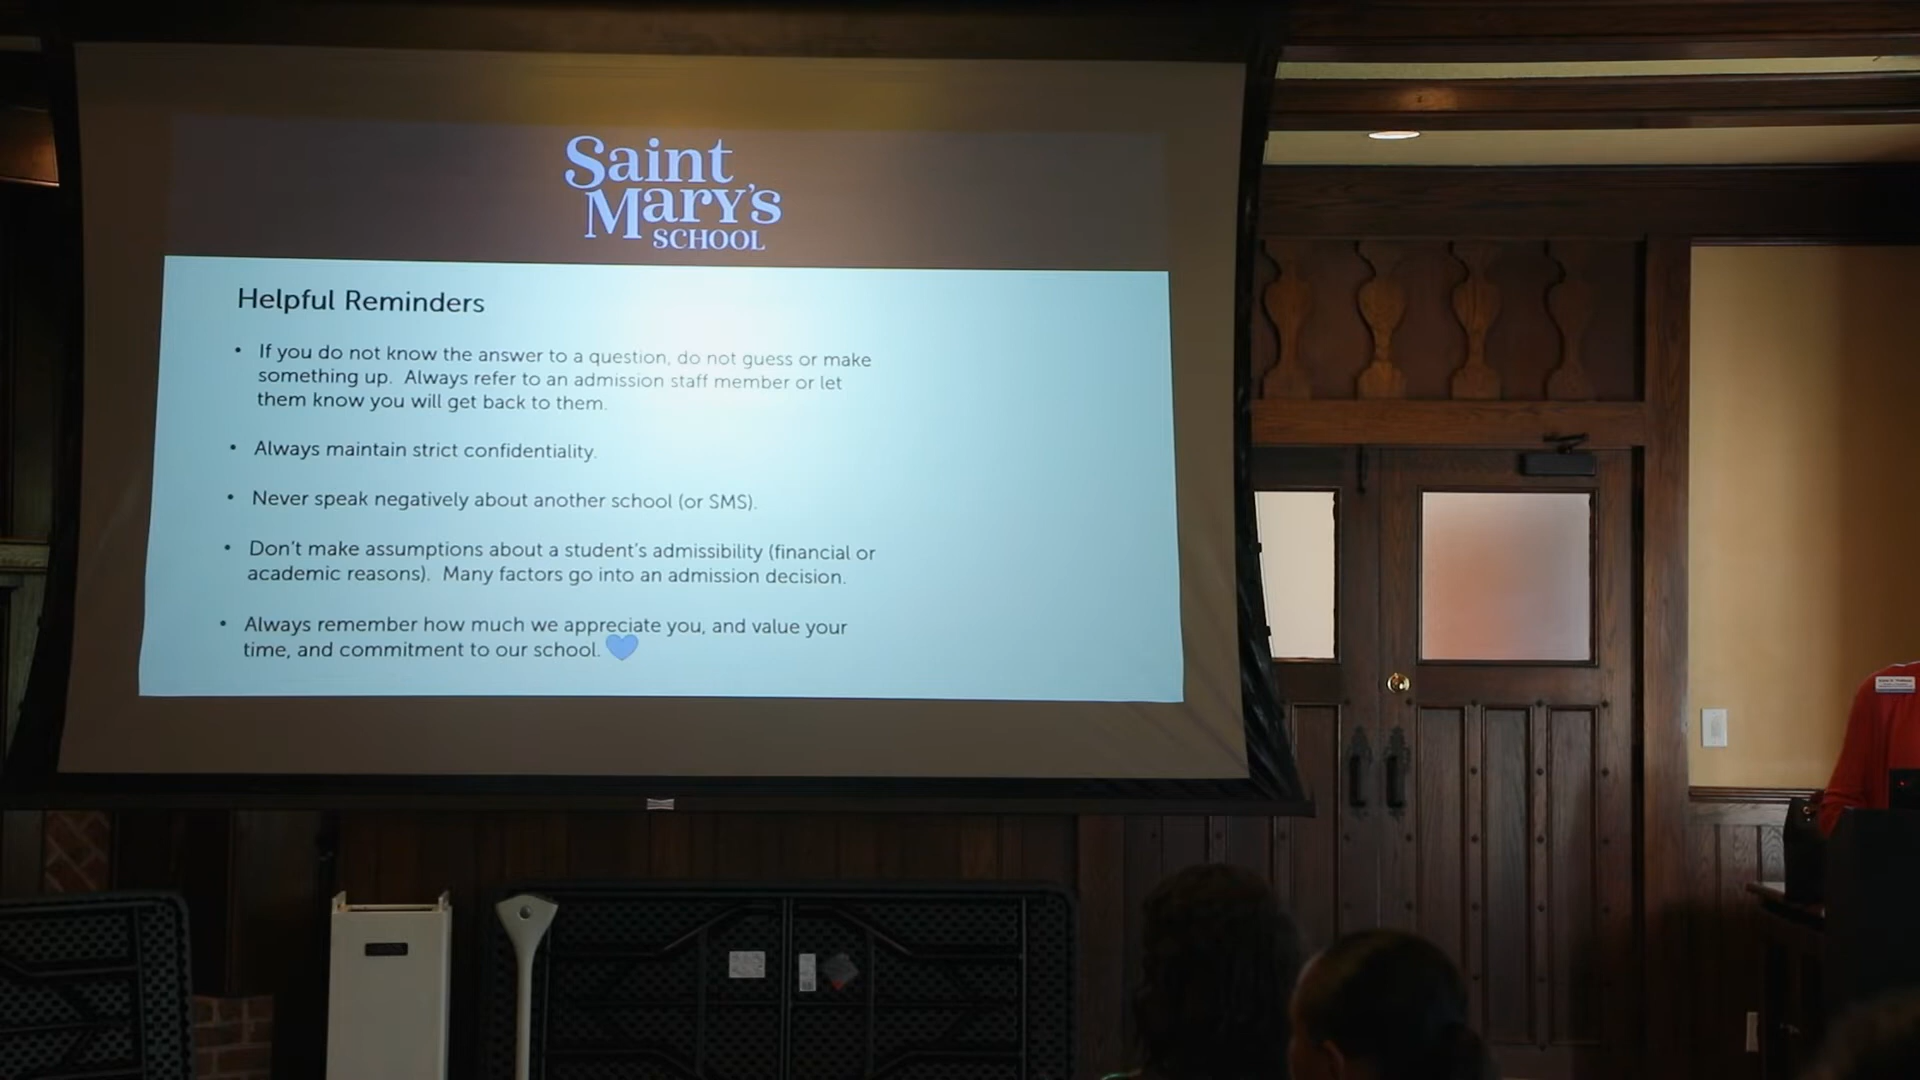 Saint
Mary's
SCHOOL
Helpful Reminders
• If you do not know the answer to a question, do not guess or make
something up. Always refer to an admission staff member or let
them know you will get back to them.
• Always maintain strict confidentiality.
• Never speak negatively about another school (or SMS).
• Don't make assumptions about a student's admissibility (financial or
academic reasons). Many factors go into an admission decision.
• Always remember how much we appreciate you, and value your
time, and commitment to our school.